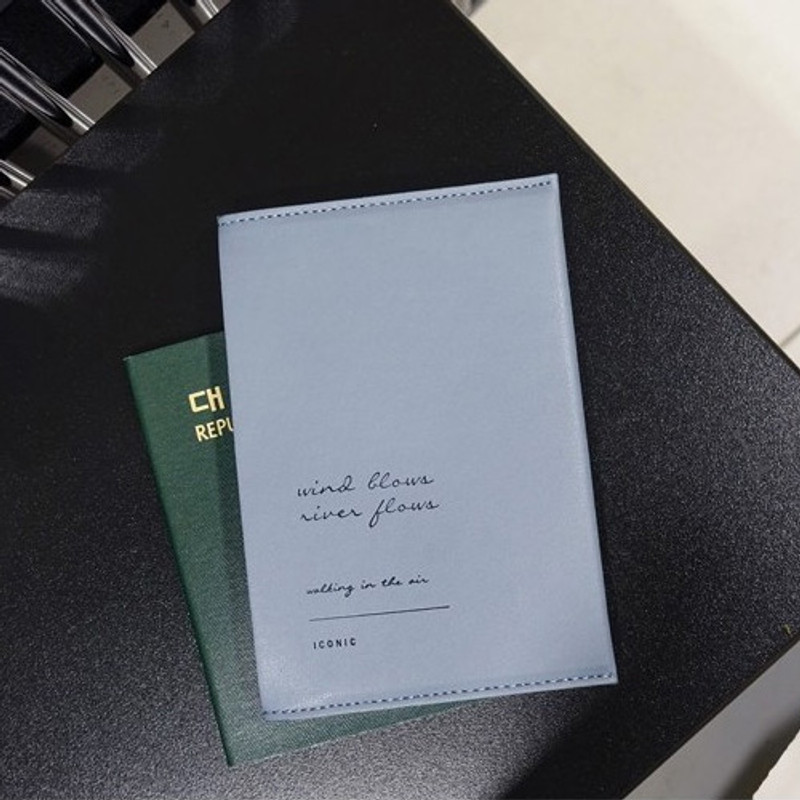 대
REPU
wind blows
river flows
walking in the air
ICONIC